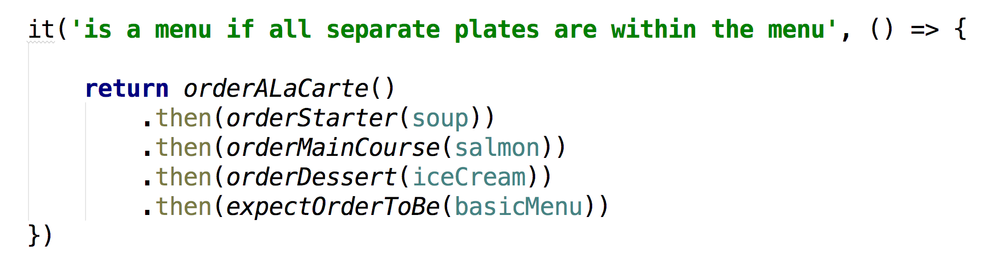 it('is a menu if all separate plates are within the menu', () => {
return orderALaCarte()
.then(orderStarter(soup))
.then(orderMainCourse(salmon))
.then(orderDessert(iceCream))
.then(expectOrderToBe(basicMenu))
})